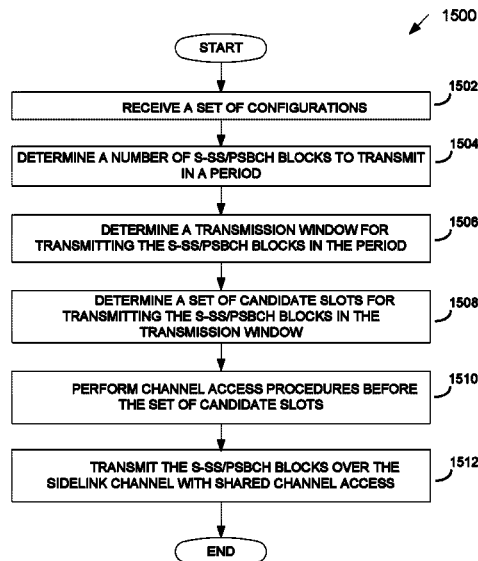 1500
START
RECEIVE A SET OF CONFIGURATIONS
1502
DETERMINE A NUMBER OF S-SS/PSBCH BLOCKS TO TRANSMIT
IN A PERIOD
1504
DETERMINE A TRANSMISSION WINDOW FOR
TRANSMITTING THE S-SS/PSBCH BLOCKS IN THE PERIOD
1506
DETERMINE A SET OF CANDIDATE SLOTS FOR
TRANSMITTING THE S-SS/PSBCH BLOCKS IN THE
TRANSMISSION WINDOW
1508
PERFORM CHANNEL ACCESS PROCEDURES BEFORE
THE SET OF CANDIDATE SLOTS
1510
TRANSMIT THE S-SS/PSBCH BLOCKS OVER THE
SIDELINK CHANNEL WITH SHARED CHANNEL ACCESS
1512
END